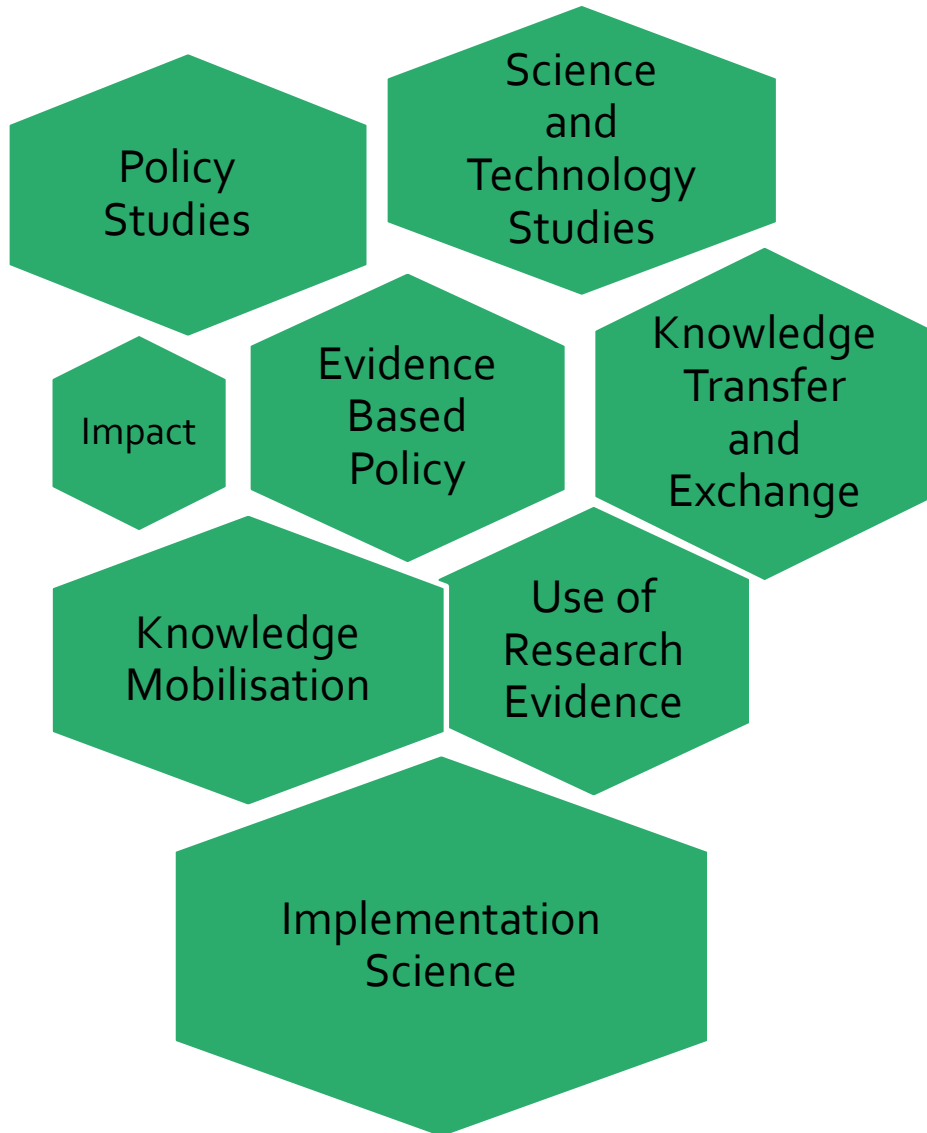 Policy
Studies
Science
and
Technology
Studies
Impact
Evidence
Based
Policy
Knowledge
Transfer
and
Exchange
Knowledge
Mobilisation
Use of
Research
Evidence
Implementation
Science